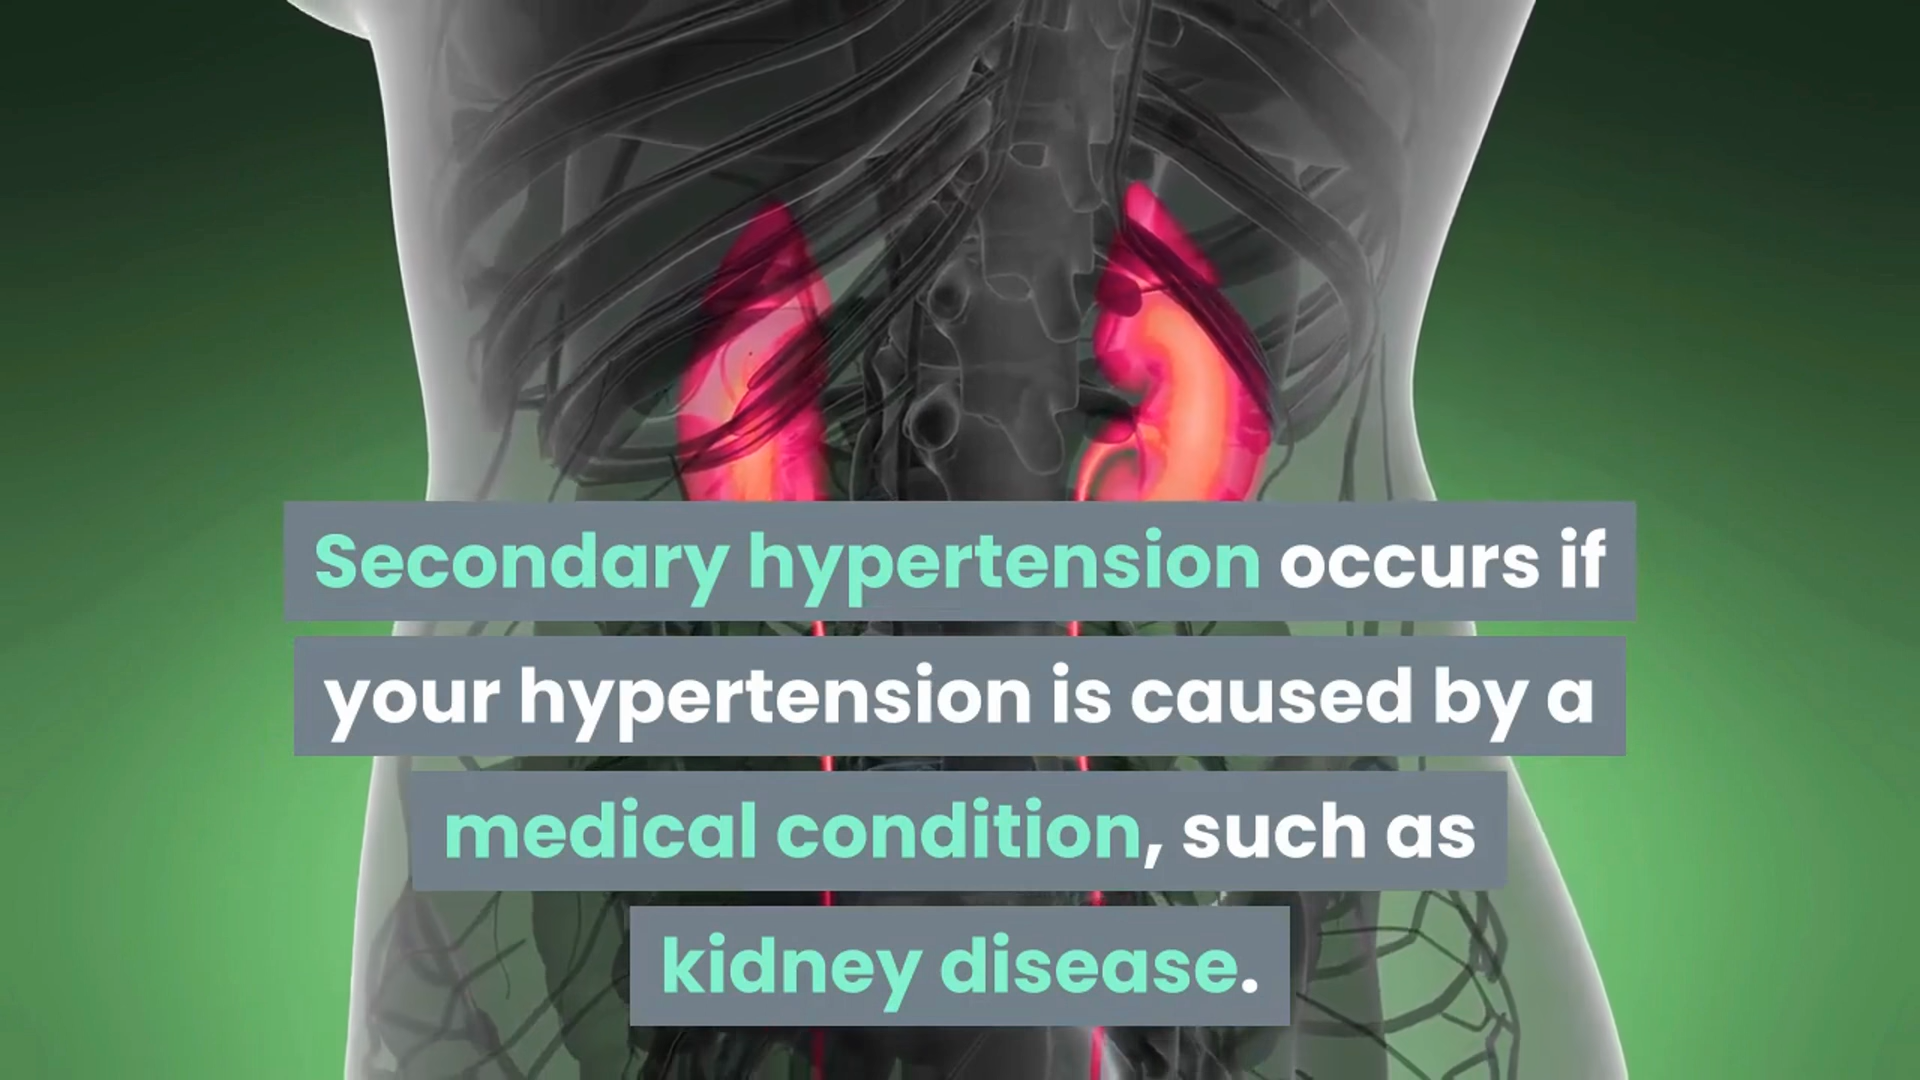 Secondary hypertension occurs if
your hypertension is caused by a
medical condition, such as
kidney disease.